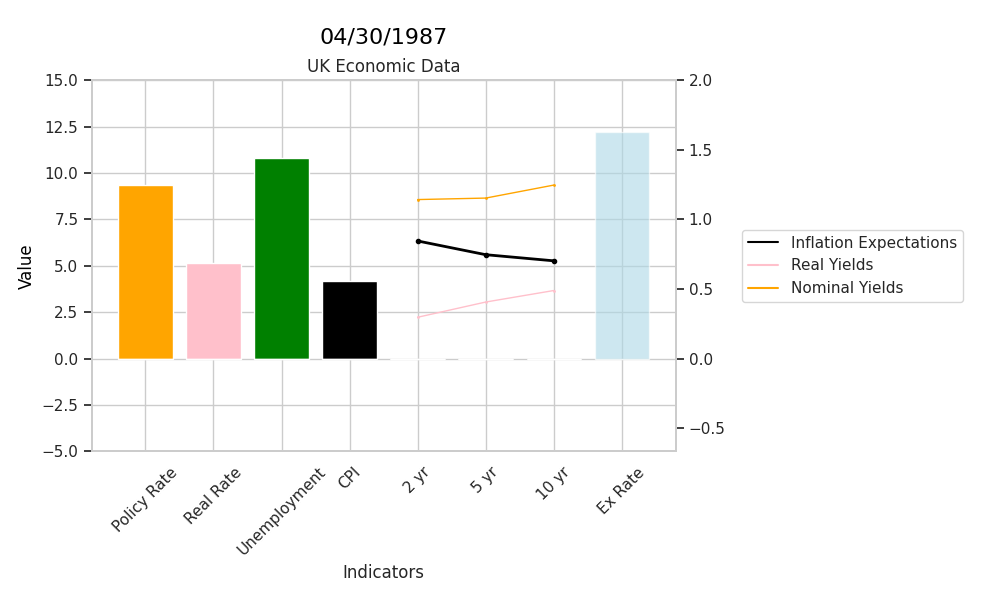 04/30/1987
UK Economic Data
Value
15.0
12.5
10.0
7.5
5.0
2.5
0.0
−2.5
−5.0
2.0
1.5
1.0
0.5
0.0
−0.5
Inflation Expectations
Real Yields
Nominal Yields
Policy Rate
Real Rate
Unemployment
CPI
2 yr
5 yr
10 yr
Ex Rate
Indicators